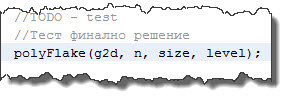 //TODO - test
//Тест финално решение
polyFlake(g2d, n, size, level);